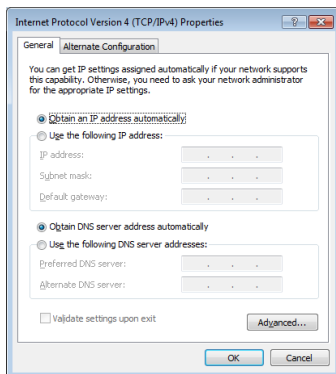 Internet Protocol Version 4 (TCP/IPv4) Properties
General Alternate Configuration
You can get IP settings assigned automatically if your network supports
this capability. Otherwise, you need to ask your network administrator
for the appropriate IP settings.
Obtain an IP address automatically
Use the following IP address:
IP address:
Subnet mask:
Default gateway:
Obtain DNS server address automatically
Use the following DNS server addresses:
Preferred DNS server:
Alternate DNS server:
Validate settings upon exit
Advanced...
OK Cancel